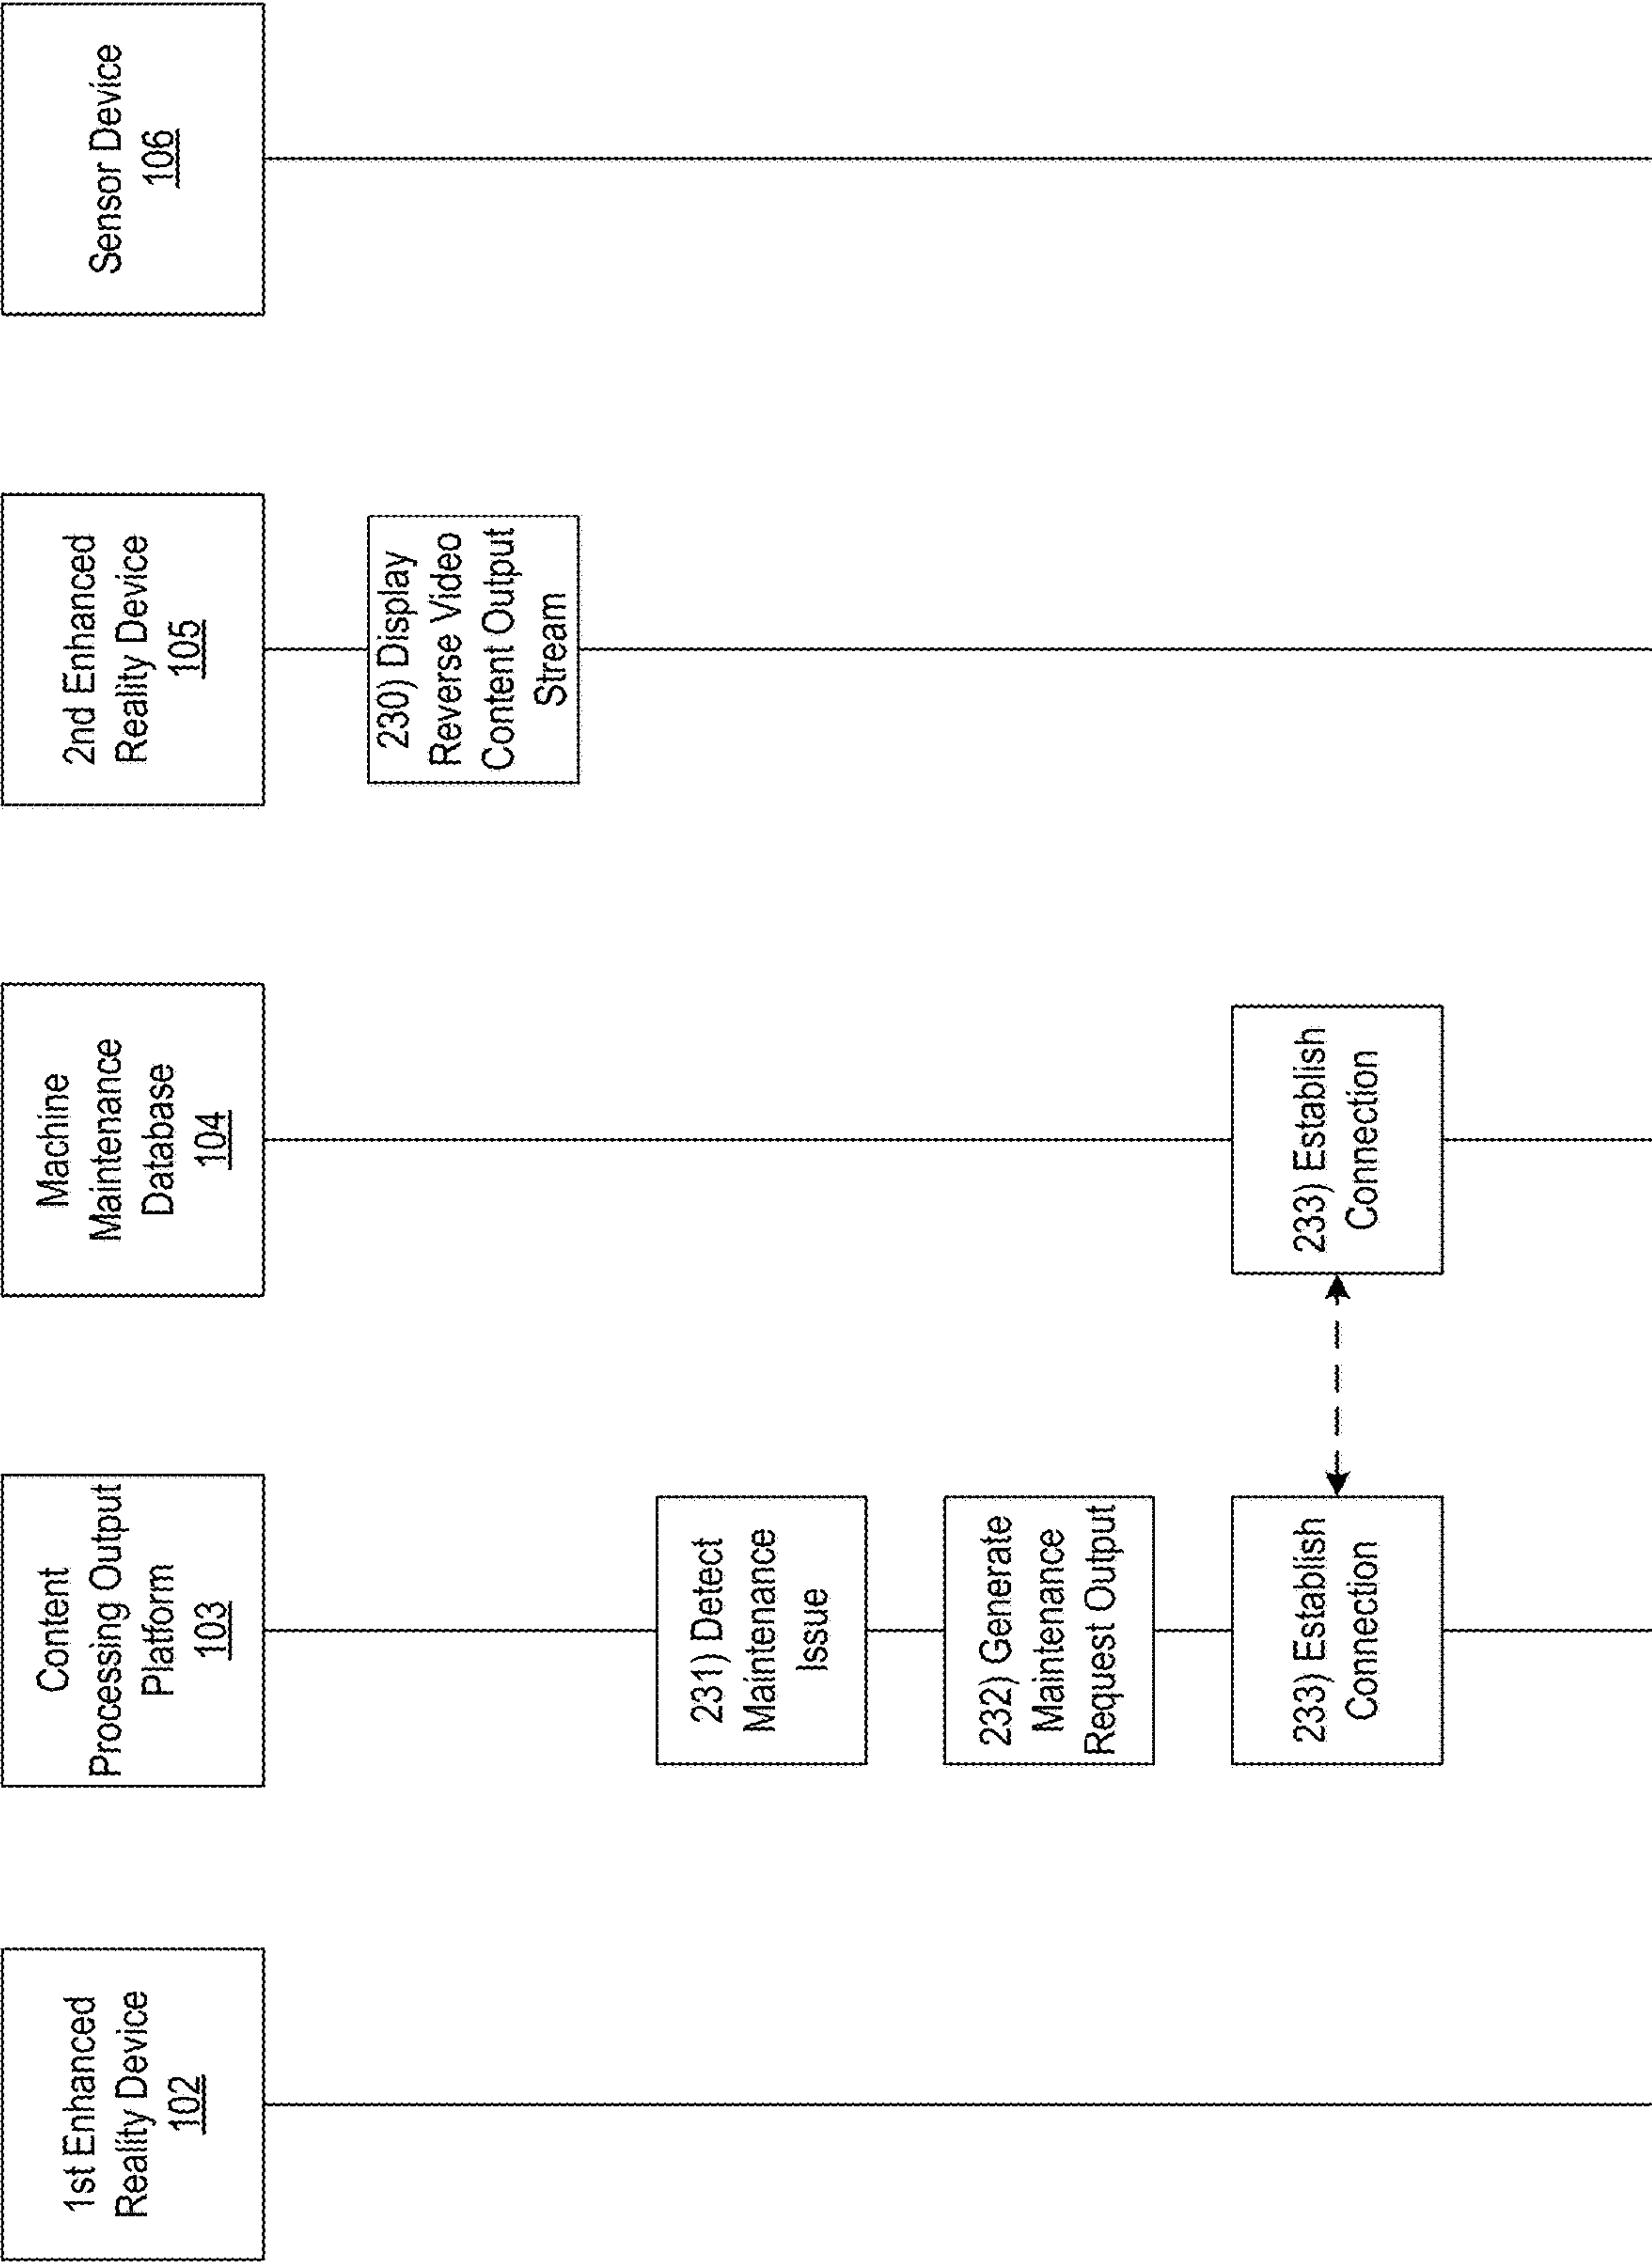 1st Enhanced
Reality Device
102
Content
Processing Output
Platform
103
Machine
Maintenance
Database
104
2nd Enhanced
Reality Device
105
Sensor Device
106
230) Display
Reverse Video
Content Output
Stream
231) Detect
Maintenance
Issue
232) Generate
Maintenance
Request Output
233) Establish
Connection
233) Establish
Connection